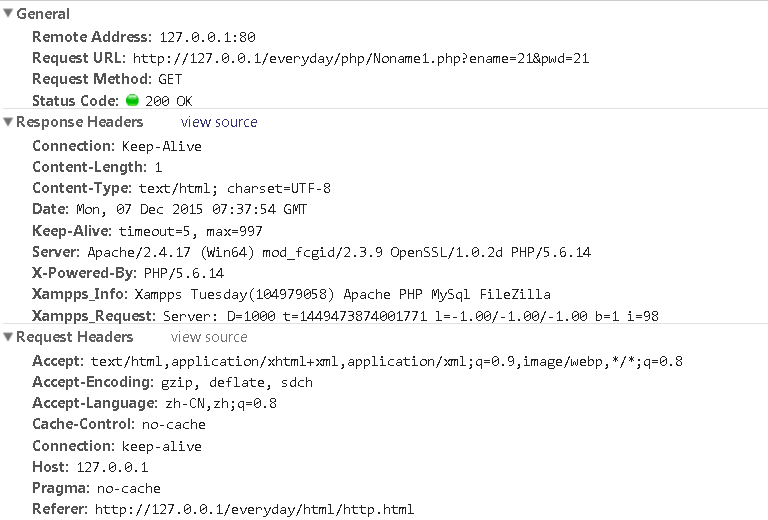 General
Remote Address: 127.0.0.1:80
Request URL: http://127.0.0.1/everyday/php/Noname1.php?ename=21&pwd=21
Request Method: GET
Status Code: 200 OK
Response Headers view source
Connection: Keep-Alive
Content-Length: 1
Content-Type: text/html; charset=UTF-8
Date: Mon, 07 Dec 2015 07:37:54 GMT
Keep-Alive: timeout=5, max=997
Server: Apache/2.4.17 (Win64) mod_fcgid/2.3.9 OpenSSL/1.0.2d PHP/5.6.14
X-Powered-By: PHP/5.6.14
Xampps_Info: Xampps Tuesday(104979058) Apache PHP MySql FileZilla
Xampps_Request: Server: D=1000 t=1449473874001771 l=-1.00/-1.00/-1.00 b=1 i=98
Request Headers view source
Accept: text/html,application/xhtml+xml,application/xml;q=0.9,image/webp,*/*;q=0.8
Accept-Encoding: gzip, deflate, sdch
Accept-Language: zh-CN,zh;q=0.8
Cache-Control: no-cache
Connection: keep-alive
Host: 127.0.0.1
Pragma: no-cache
Referer: http://127.0.0.1/everyday/html/http.html